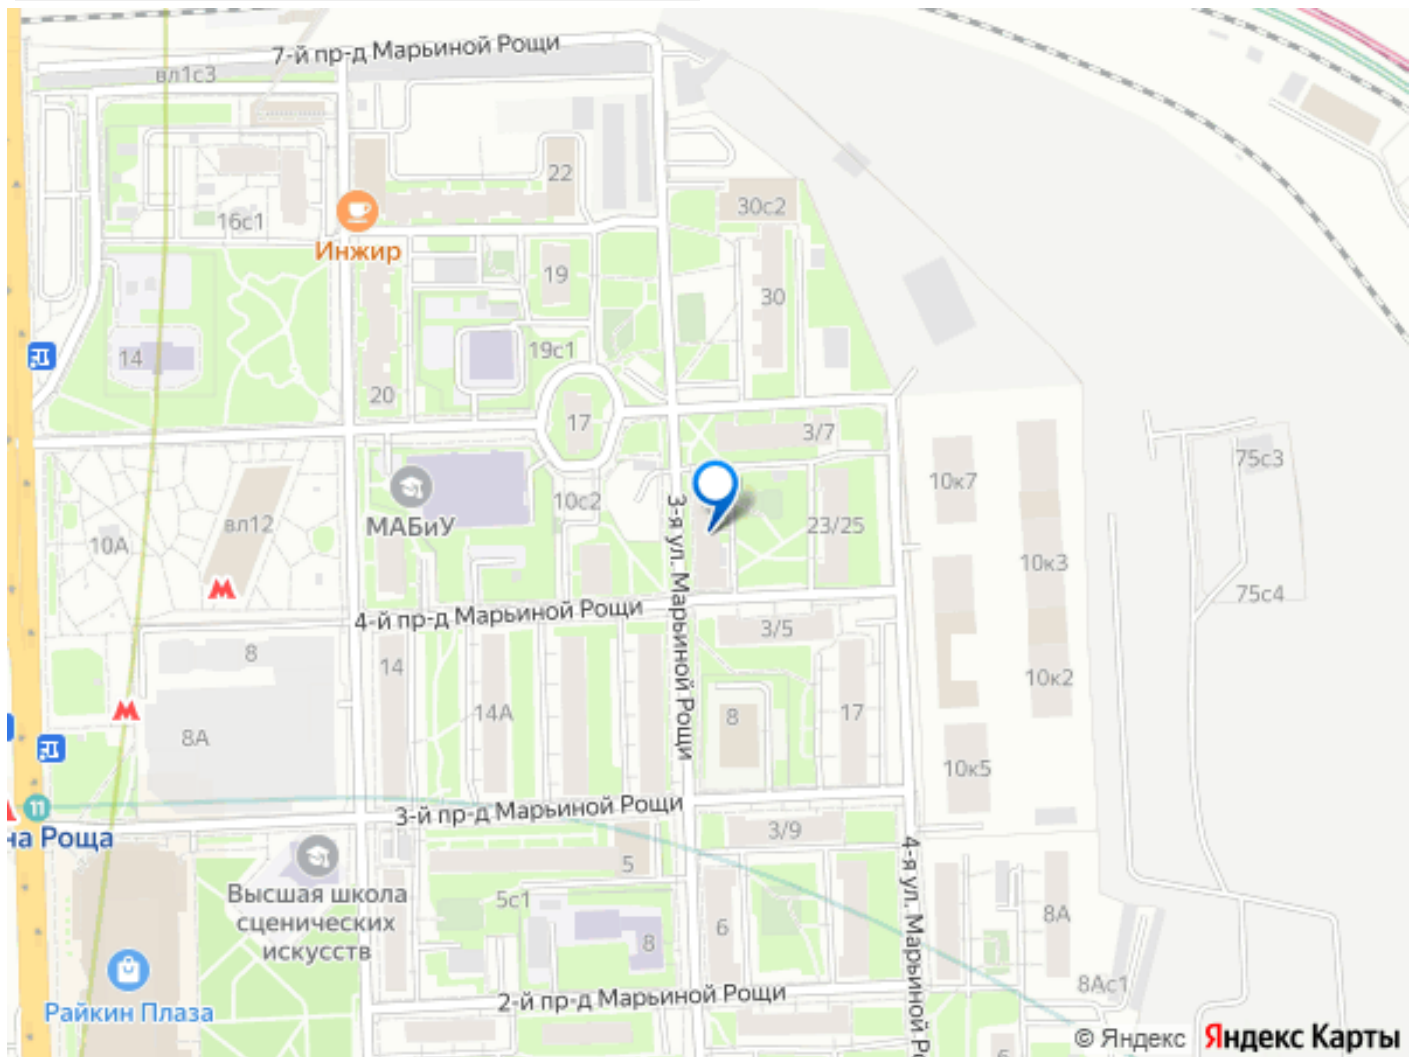 7-й пр-д Марьиной Рощи
вл1с3
22
30с2
16с1
Инжир
19
30
14
19с1
20
17
3/7
10к7
75с3
МАБиУ
10с2
вл12
10А
23/25
10к3
3-я ул. Марьиной Рощи
75с4
4-й пр-д Марьиной Рощи
3/5
8
14
10к2
14А
8
17
8А
10к5
3-й пр-д Марьиной Рощи
11
на Роща
3/9
5
4-я ул. Марьиной Ро
Высшая школа
сценических
искусств
5с1
6
8
8А
8Ас1
2-й пр-д Марьиной Рощи
Райкин Плаза
6
© Яндекс Яндекс Карты